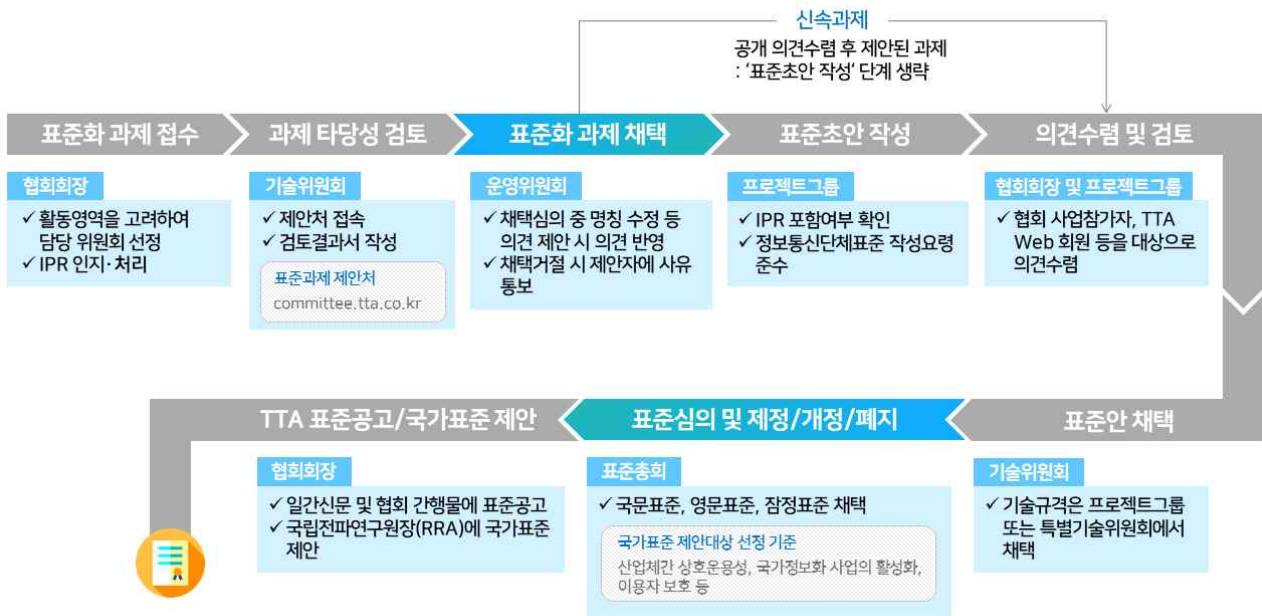 신속과제
공개 의견수렴 후 제안된 과제
: ‘표준초안 작성’ 단계 생략
표준화 과제 접수
과제 타당성 검토
표준화 과제 채택
표준초안 작성
의견수렴 및 검토
협회회장
✓ 활동영역을 고려하여
담당 위원회 선정
✓ IPR 인지·처리
기술위원회
✓ 제안처 접속
✓ 검토결과서 작성
표준과제 제안처
committee.tta.co.kr
운영위원회
✓ 채택심의 중 명칭 수정 등
의견 제안 시 의견 반영
✓ 채택거절 시 제안자에 사유
통보
프로젝트그룹
✓ IPR 포함여부 확인
✓ 정보통신단체표준 작성요령
준수
협회회장 및 프로젝트그룹
✓ 협회 사업참가자, TTA
Web 회원 등을 대상으로
의견수렴
TTA 표준공고/국가표준 제안
표준심의 및 제정/개정/폐지
표준안 채택
협회회장
✓ 일간신문 및 협회 간행물에 표준공고
✓ 국립전파연구원장(RRA)에 국가표준
제안
표준총회
✓ 국문표준, 영문표준, 잠정표준 채택
국가표준 제안대상 선정 기준
산업체간 상호운용성, 국가정보화 사업의 활성화,
이용자 보호 등
기술위원회
✓ 기술규격은 프로젝트그룹
또는 특별기술위원회에서
채택